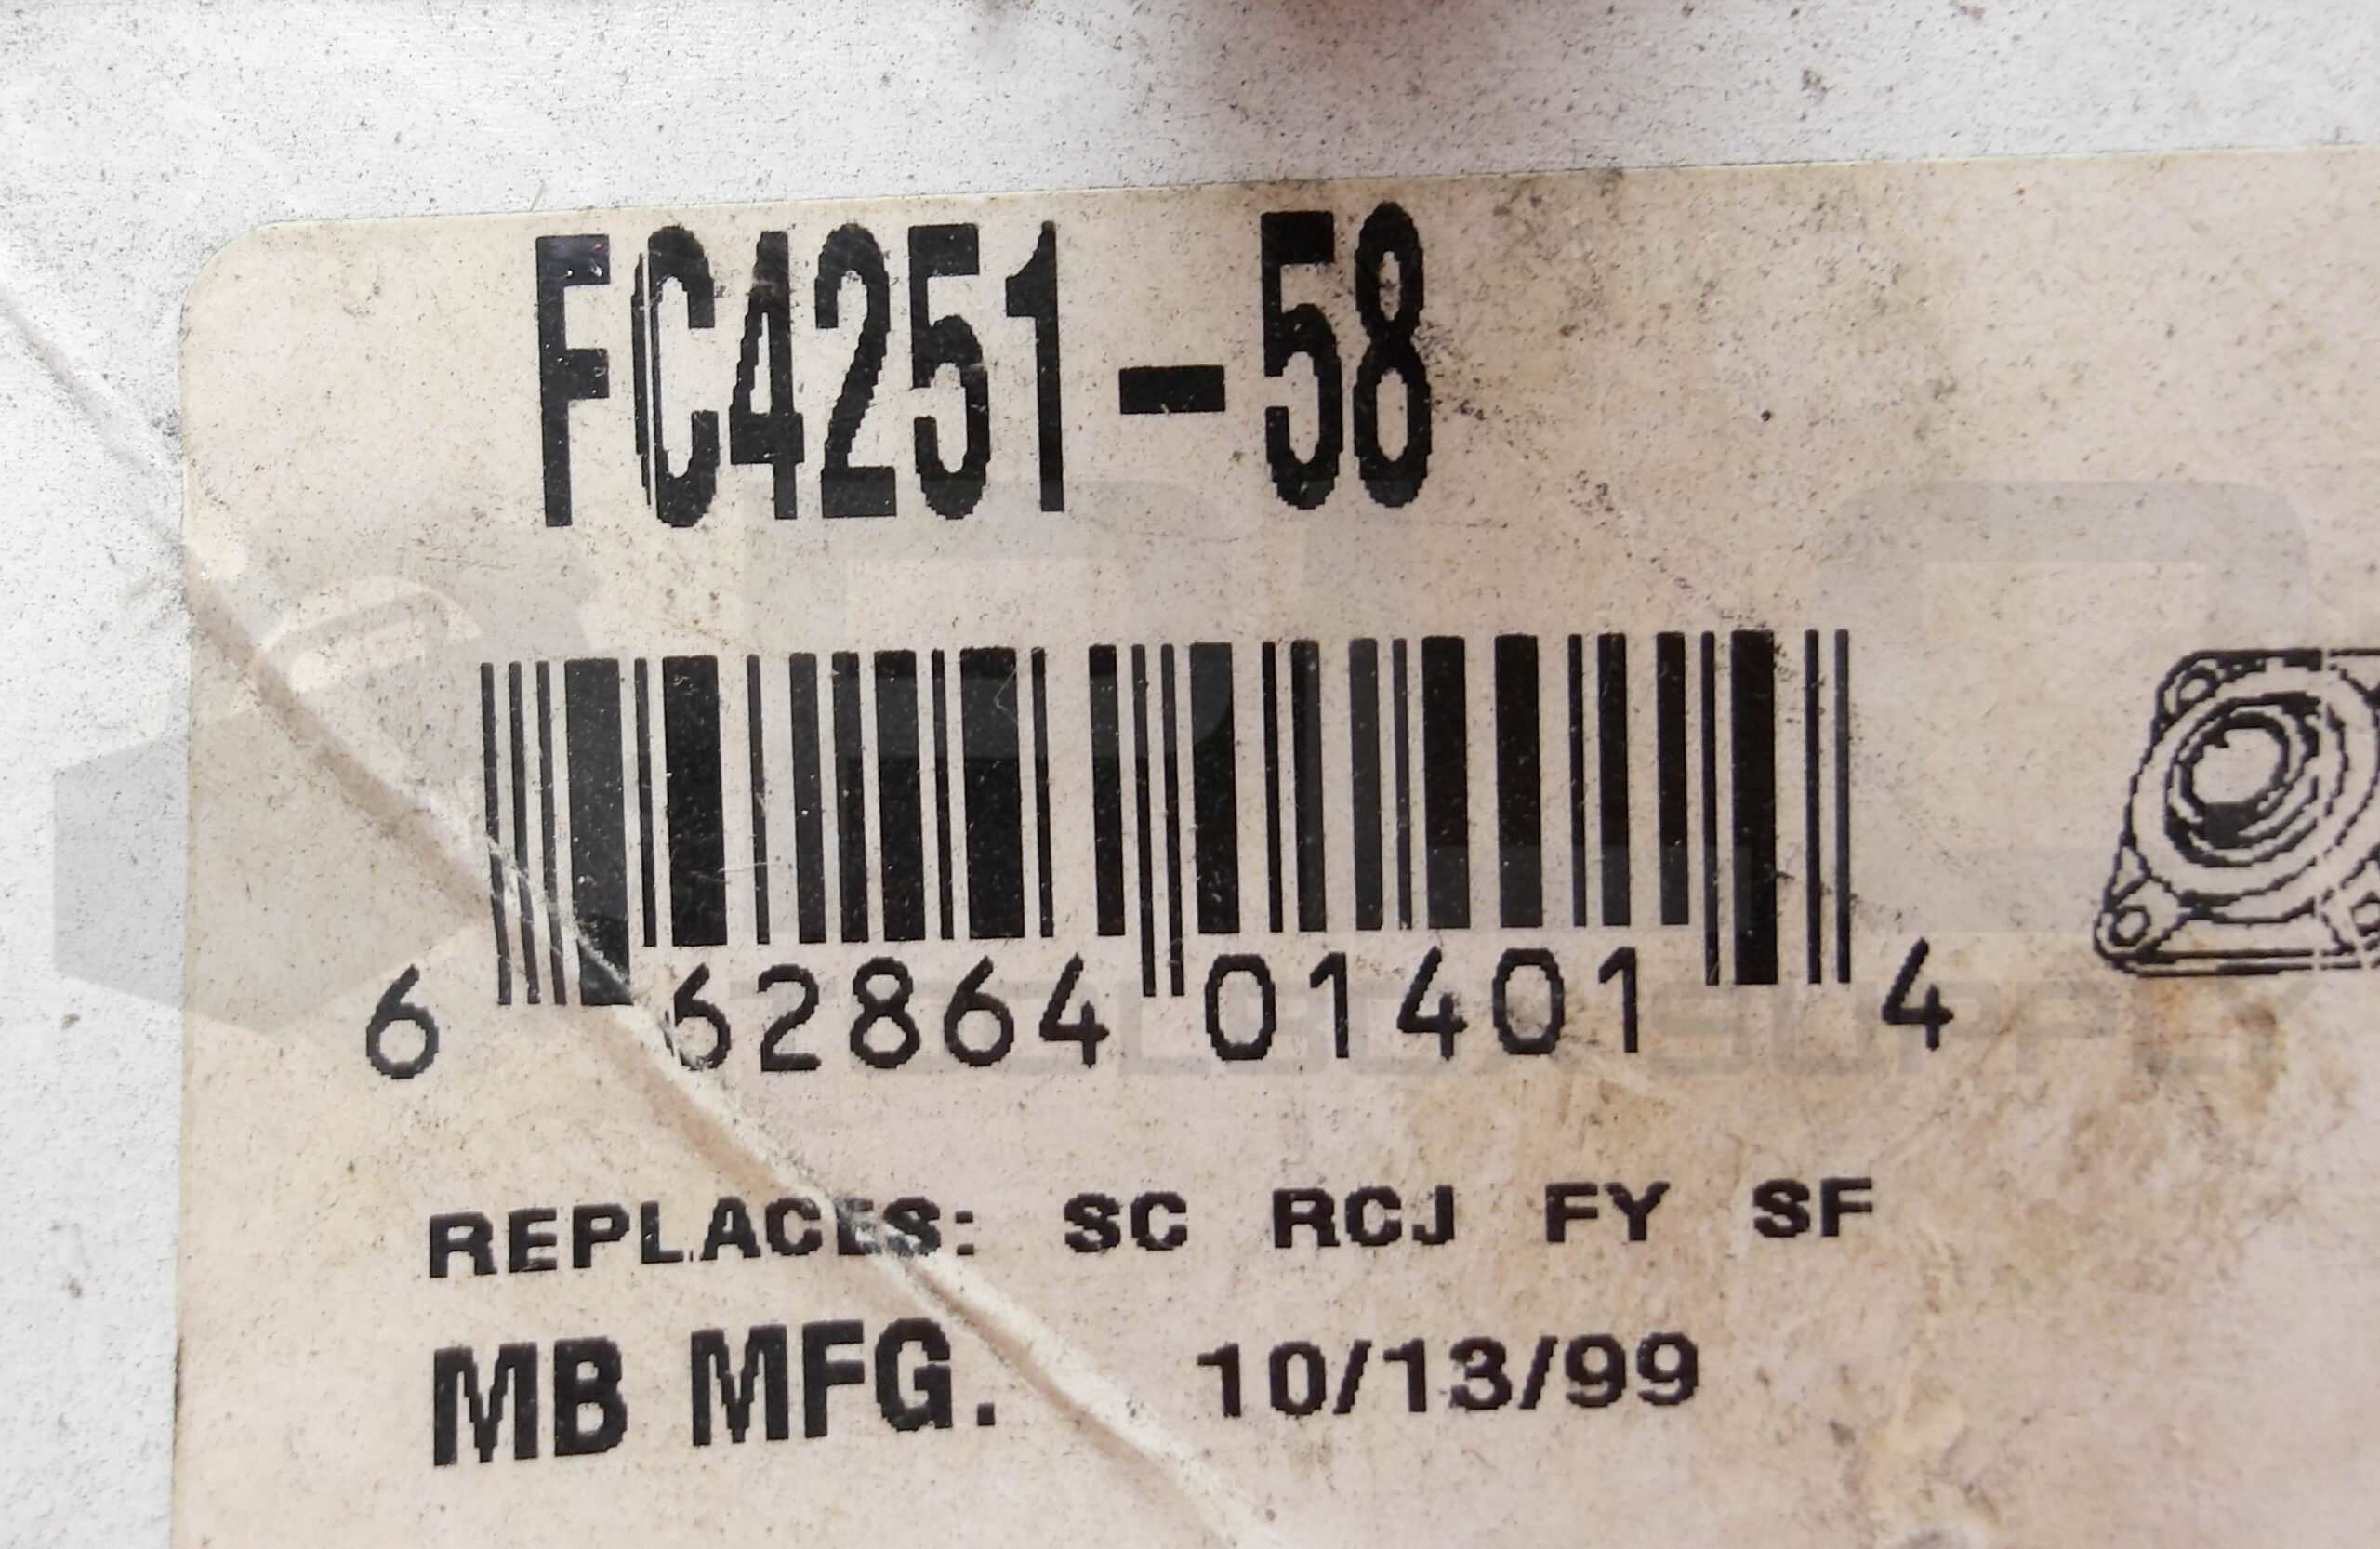 FC4251-58
6 62864 01401 4
REPLACES: SC RCJ FY SF
MB MFG. 10/13/99